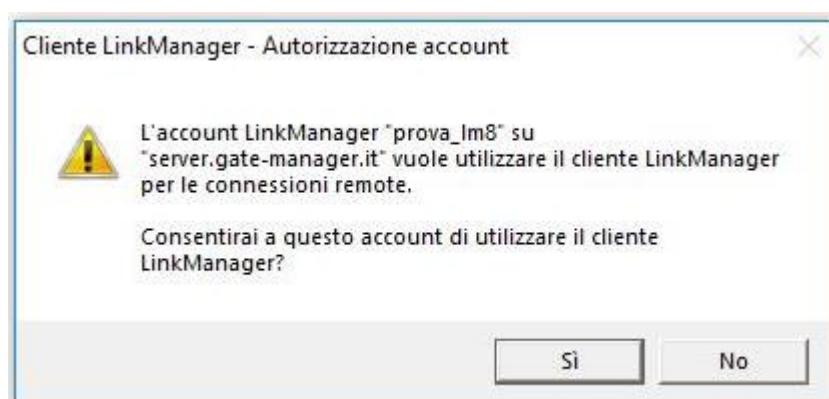 Cliente LinkManager - Autorizzazione account
L'account LinkManager "prova_lm8" su
"server.gate-manager.it" vuole utilizzare il cliente LinkManager
per le connessioni remote.
Consentirai a questo account di utilizzare il cliente
LinkManager?
Sì
No